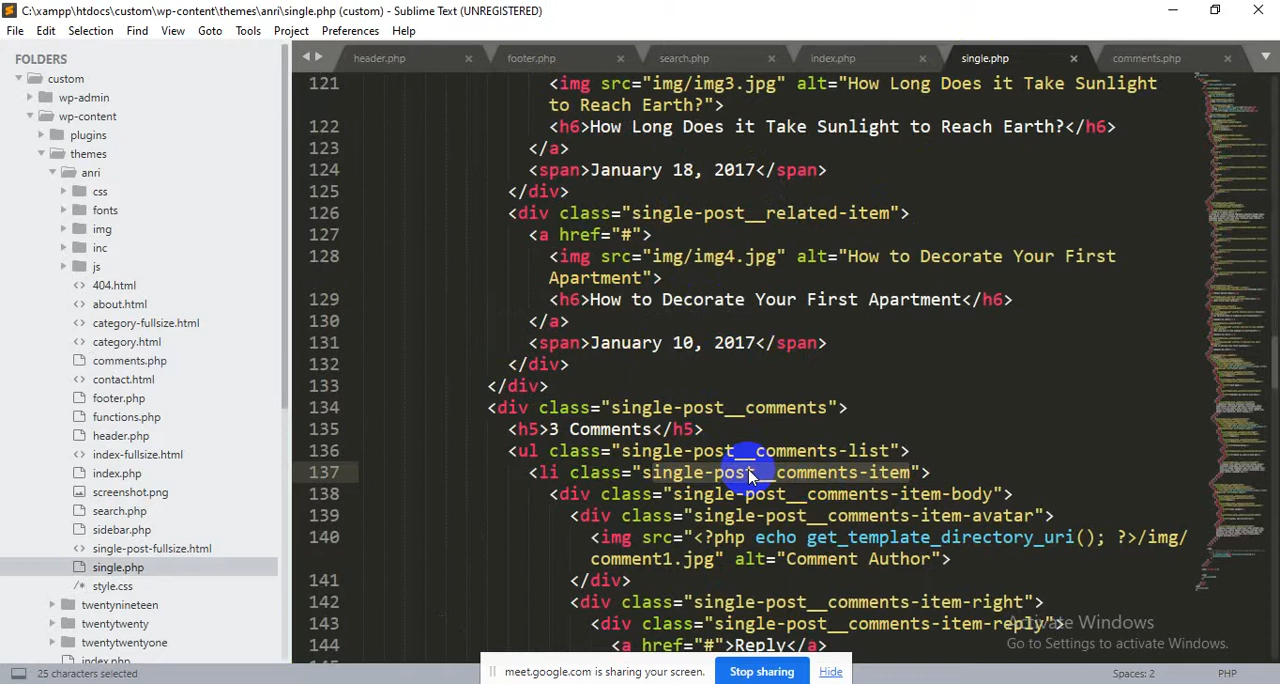 C:\xampp\htdocs\custom\wp-content\themes\anri\single.php (custom) - Sublime Text (UNREGISTERED)
File Edit Selection Find View Goto Tools Project Preferences Help
FOLDERS
custom
wp-admin
wp-content
plugins
themes
anri
css
fonts
img
inc
js
404.html
about.html
category-fullsize.html
category.html
comments.php
contact.html
footer.php
functions.php
header.php
index-fullsize.html
index.php
screenshot.png
search.php
sidebar.php
single-post-fullsize.html
single.php
style.css
twentynineteen
twentytwenty
twentytwentyone
index.php
header.php footer.php search.php index.php single.php comments.php
121 <img src="img/img3.jpg" alt="How Long Does it Take Sunlight
to Reach Earth?">
122 <h6>How Long Does it Take Sunlight to Reach Earth?</h6>
123 </a>
124 <span>January 18, 2017</span>
125 </div>
126 <div class="single-post__related-item">
127 <a href="#">
128 <img src="img/img4.jpg" alt="How to Decorate Your First
Apartment">
129 <h6>How to Decorate Your First Apartment</h6>
130 </a>
131 <span>January 10, 2017</span>
132 </div>
133 </div>
134 <div class="single-post__comments">
135 <h5>3 Comments</h5>
136 <ul class="single-post__comments-list">
137 <li class="single-post__comments-item">
138 <div class="single-post__comments-item-body">
139 <div class="single-post__comments-item-avatar">
140 <img src="<?php echo get_template_directory_uri(); ?>/img/
comment1.jpg" alt="Comment Author">
141 </div>
142 <div class="single-post__comments-item-right">
143 <div class="single-post__comments-item-reply">
144 <a href="#">Reply</a>
Activate Windows
Go to Settings to activate Windows.
25 characters selected
meet.google.com is sharing your screen. Stop sharing Hide
Spaces: 2 PHP